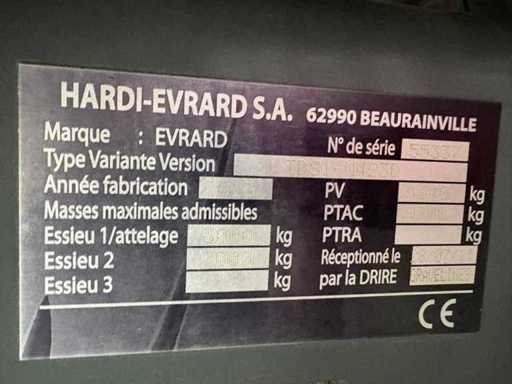 HARDI-EVRARD S.A. 62990 BEAURAINVILLE
Marque : EVRARD N° de série 55337
Type Variante Version
Année fabrication PV kg
Masses maximales admissibles PTAC kg
Essieu 1/attelage kg PTRA kg
Essieu 2 kg Réceptionné le
Essieu 3 kg par la DRIRE GRAVELINES
CE